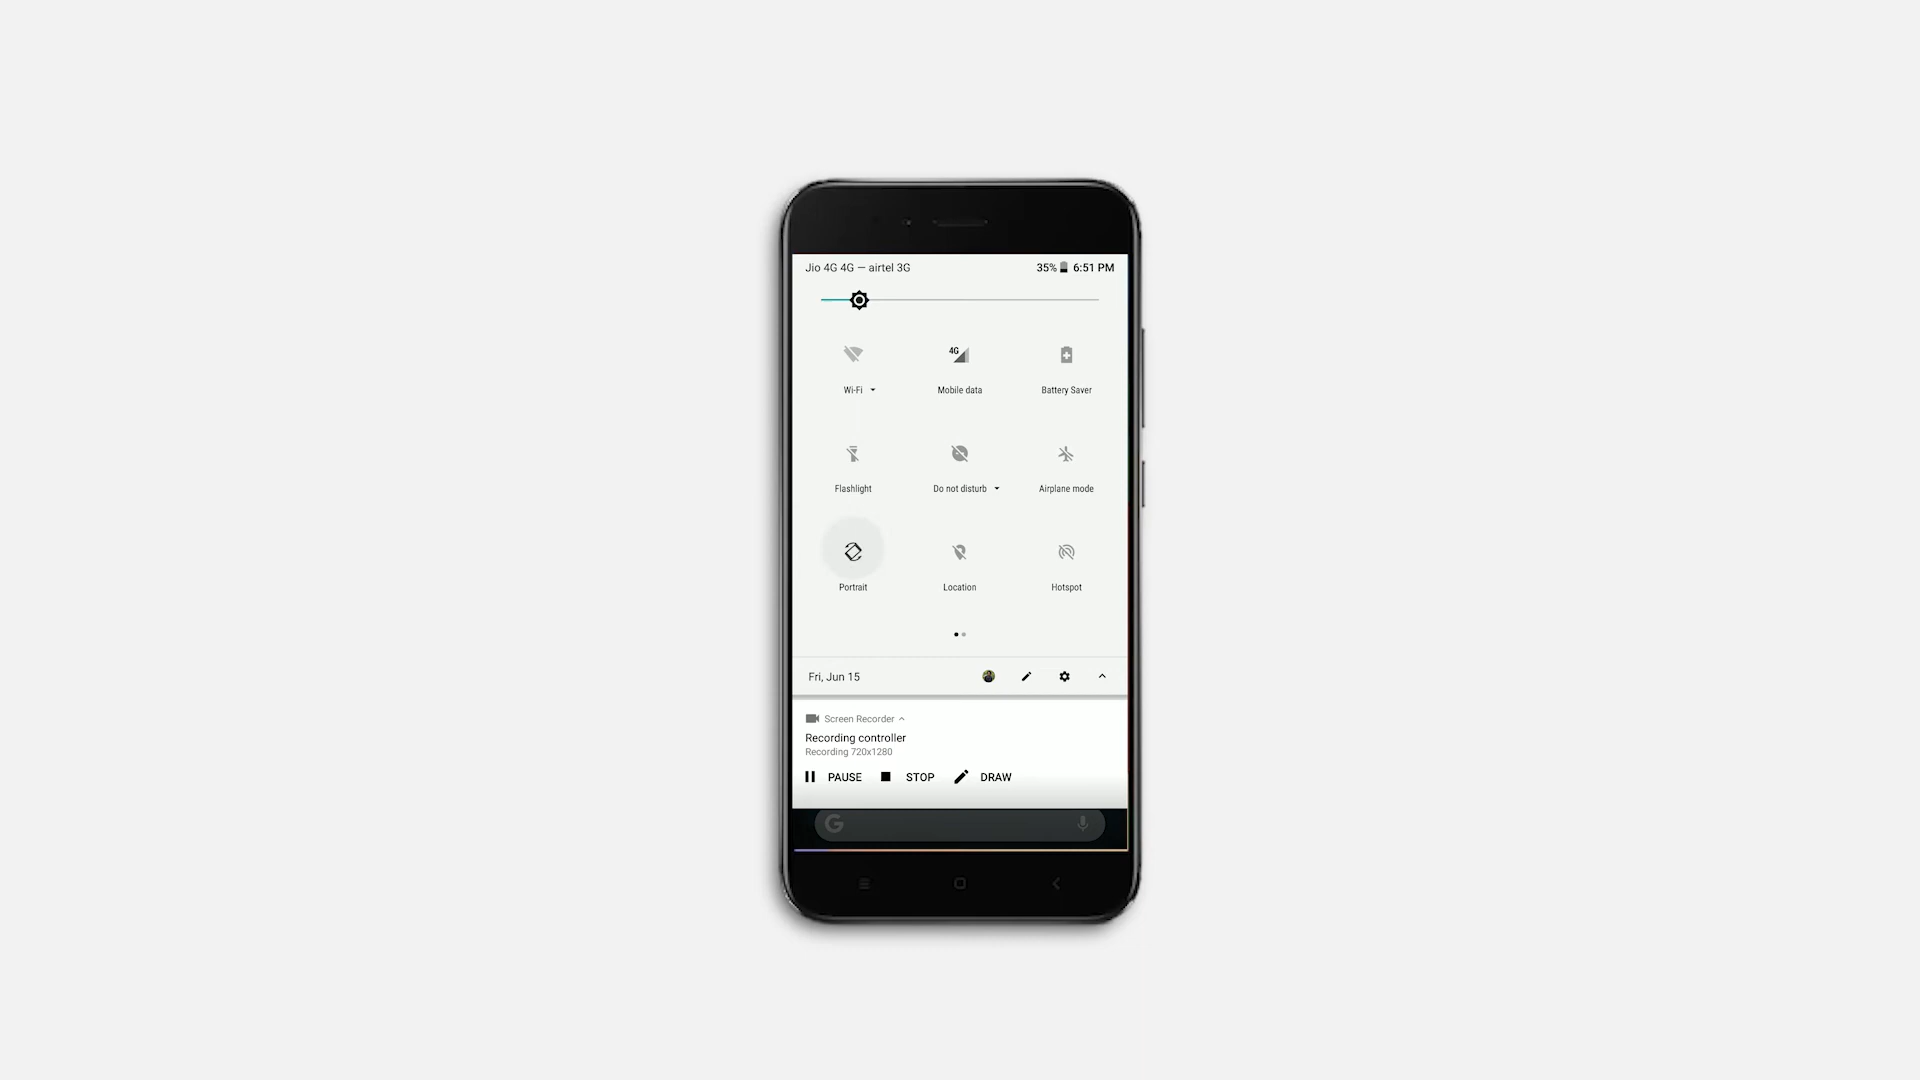 Jio 4G 4G — airtel 3G 35% 6:51 PM
4G
Wi-Fi Mobile data Battery Saver
Flashlight Do not disturb Airplane mode
Portrait Location Hotspot
Fri, Jun 15
Screen Recorder
Recording controller
Recording 720x1280
PAUSE STOP DRAW
G